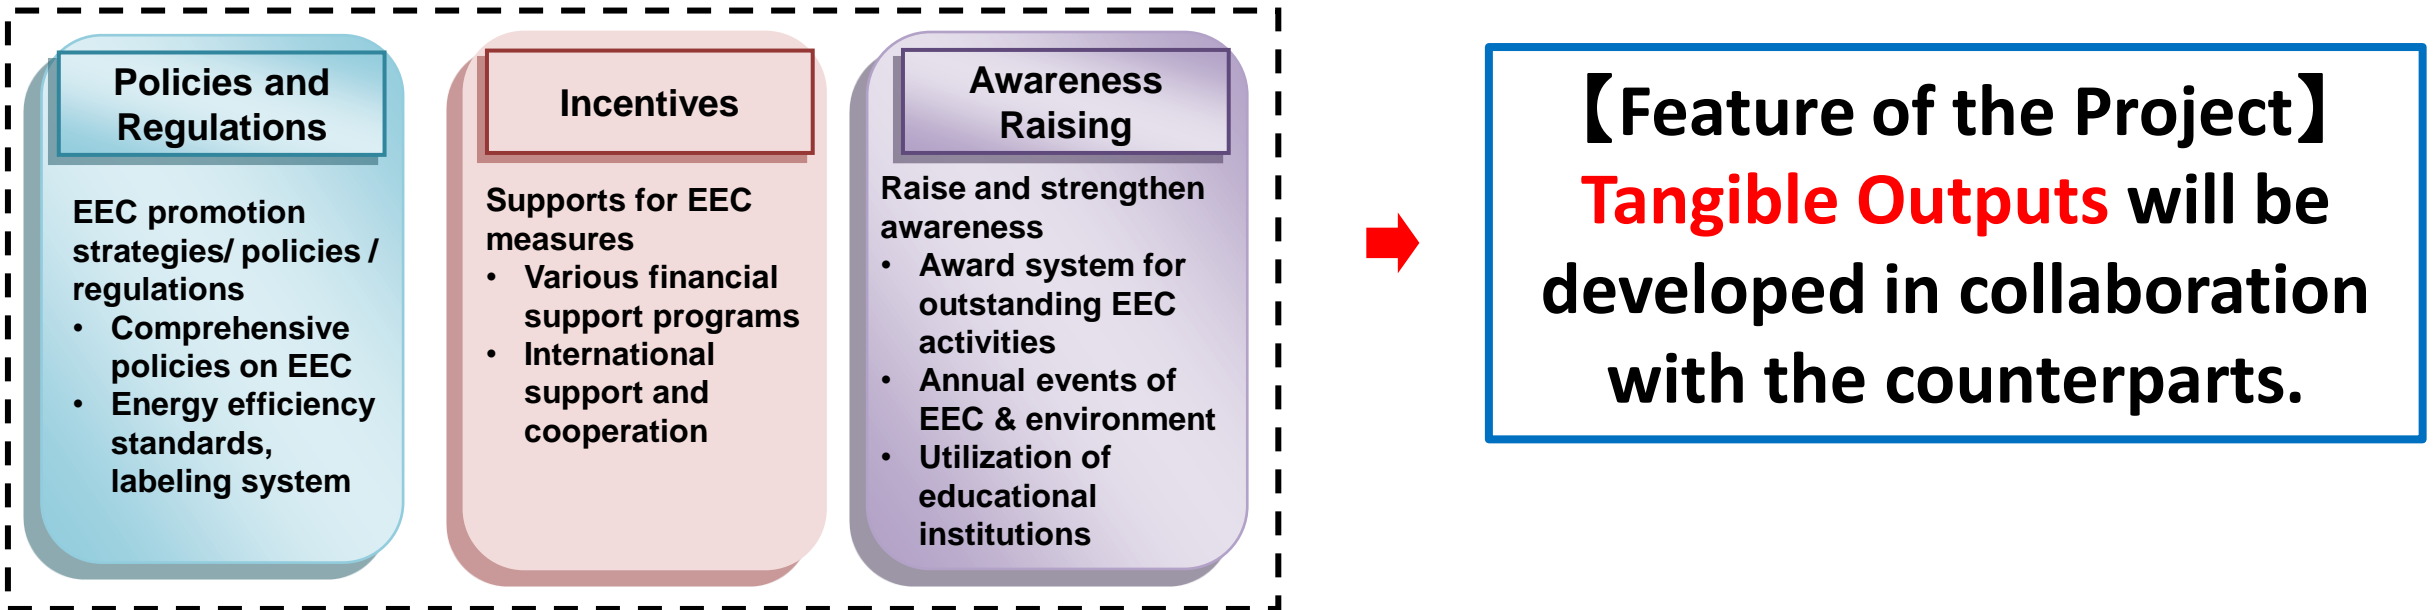 Policies and
Regulations
EEC promotion
strategies/ policies /
regulations
• Comprehensive
policies on EEC
• Energy efficiency
standards,
labeling system
Incentives
Supports for EEC
measures
• Various financial
support programs
• International
support and
cooperation
Awareness
Raising
Raise and strengthen
awareness
• Award system for
outstanding EEC
activities
• Annual events of
EEC & environment
• Utilization of
educational
institutions
【Feature of the Project】
Tangible Outputs will be
developed in collaboration
with the counterparts.